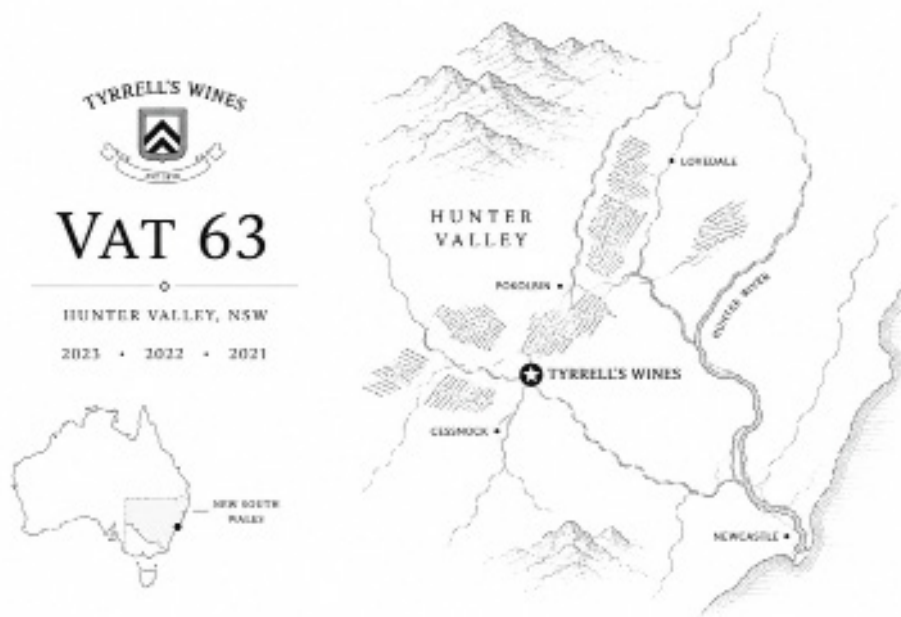 TYRRELL'S WINES
VAT 63
HUNTER VALLEY, NSW
2023 • 2022 • 2021
NEW SOUTH
WALES
HUNTER
VALLEY
LOVEDALE
POKOLBIN
HUNTER RIVER
TYRRELL'S WINES
CESSNOCK
NEWCASTLE